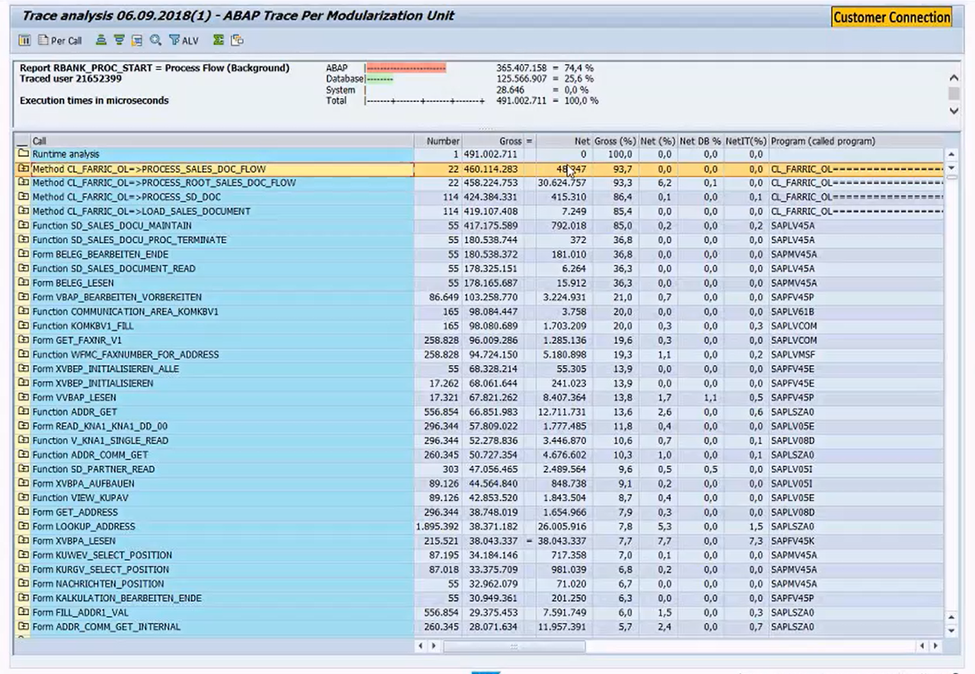 Trace analysis 06.09.2018(1) - ABAP Trace Per Modularization Unit
Customer Connection
Per Call ALV
Report RBANK_PROC_START = Process Flow (Background) ABAP |---------------------- 365.407.158 = 74,4 %
Traced user 21652399 Database|------- 125.566.907 = 25,6 %
System | 28.646 = 0,0 %
Execution times in microseconds Total |------+------+------+------ 491.002.711 = 100,0 %
Call Number Gross = Net Gross (%) Net (%) Net DB % NetIT(%) Program (called program)
Runtime analysis 1 491.002.711 0 100,0 0,0 0,0 0,0
Method CL_FARRIC_OL=>PROCESS_SALES_DOC_FLOW 22 460.114.283 93,7 0,0 0,0 0,0 CL_FARRIC_OL==================
Method CL_FARRIC_OL=>PROCESS_ROOT_SALES_DOC_FLOW 22 458.224.753 30.624.757 93,3 6,2 0,1 0,0 CL_FARRIC_OL==================
Method CL_FARRIC_OL=>PROCESS_SD_DOC 114 424.384.331 415.310 86,4 0,1 0,0 0,1 CL_FARRIC_OL==================
Method CL_FARRIC_OL=>LOAD_SALES_DOCUMENT 114 419.107.408 7.249 85,4 0,0 0,0 0,0 CL_FARRIC_OL==================
Function SD_SALES_DOCU_MAINTAIN 55 417.175.589 792.018 85,0 0,2 0,0 0,2 SAPLV45A
Function SD_SALES_DOCU_PROC_TERMINATE 55 180.538.744 372 36,8 0,0 0,0 0,0 SAPLV45A
Form BELEG_BEARBEITEN_ENDE 55 180.538.372 181.010 36,8 0,0 0,0 0,0 SAPMV45A
Function SD_SALES_DOCUMENT_READ 55 178.325.151 6.264 36,3 0,0 0,0 0,0 SAPLV45A
Form BELEG_LESEN 55 178.165.687 15.912 36,3 0,0 0,0 0,0 SAPMV45A
Form VBAP_BEARBEITEN_VORBEREITEN 86.649 103.258.770 3.224.931 21,0 0,7 0,0 0,0 SAPFV45P
Function COMMUNICATION_AREA_KOMKBV1 165 98.084.447 3.758 20,0 0,0 0,0 0,0 SAPLV61B
Function KOMKBV1_FILL 165 98.080.689 1.703.209 20,0 0,3 0,0 0,3 SAPLVCOM
Form GET_FAXNR_V1 258.828 96.009.286 1.285.136 19,6 0,3 0,0 0,0 SAPLVCOM
Function WFMC_FAXNUMBER_FOR_ADDRESS 258.828 94.724.150 5.180.898 19,3 1,1 0,0 0,2 SAPLVMSF
Form XVBEP_INITIALISIEREN_ALLE 55 68.328.214 55.305 13,9 0,0 0,0 0,0 SAPFV45E
Form XVBEP_INITIALISIEREN 17.262 68.061.644 241.023 13,9 0,0 0,0 0,0 SAPFV45E
Form VVBAP_LESEN 17.321 67.821.262 8.407.364 13,8 1,7 1,1 0,5 SAPFV45P
Function ADDR_GET 556.854 66.851.983 12.711.731 13,6 2,6 0,0 0,6 SAPLSZA0
Form READ_KNA1_KNA1_DD_00 296.344 57.809.022 1.777.485 11,8 0,4 0,0 0,0 SAPLV05E
Function V_KNA1_SINGLE_READ 296.344 52.278.836 3.446.870 10,6 0,7 0,0 0,1 SAPLV08D
Function ADDR_COMM_GET 260.345 50.727.354 4.676.602 10,3 1,0 0,0 0,1 SAPLSZA0
Function SD_PARTNER_READ 303 47.056.465 2.489.564 9,6 0,5 0,5 0,0 SAPLV05I
Form XVBPA_AUFBAUEN 89.126 44.564.840 848.738 9,1 0,2 0,0 0,0 SAPLV05I
Function VIEW_KUPAV 89.126 42.853.520 1.843.504 8,7 0,4 0,0 0,0 SAPLV05E
Form GET_ADDRESS 296.344 38.748.019 1.654.966 7,9 0,3 0,0 0,0 SAPLV08D
Form LOOKUP_ADDRESS 1.895.392 38.371.182 26.005.916 7,8 5,3 0,0 1,5 SAPLSZA0
Form XVBPA_LESEN 215.521 38.043.337 = 38.043.337 7,7 7,7 0,0 7,3 SAPFV45K
Form KUWEV_SELECT_POSITION 87.195 34.184.146 717.358 7,0 0,1 0,0 0,0 SAPMV45A
Form KURGV_SELECT_POSITION 87.018 33.375.709 981.039 6,8 0,2 0,0 0,0 SAPMV45A
Form NACHRICHTEN_POSITION 55 32.962.079 71.020 6,7 0,0 0,0 0,0 SAPMV45A
Form KALKULATION_BEARBEITEN_ENDE 55 30.949.361 201.250 6,3 0,0 0,0 0,0 SAPFV45P
Form FILL_ADDR1_VAL 556.854 29.375.453 7.591.749 6,0 1,5 0,0 0,3 SAPLSZA0
Form ADDR_COMM_GET_INTERNAL 260.345 28.071.634 11.957.391 5,7 2,4 0,0 0,7 SAPLSZA0